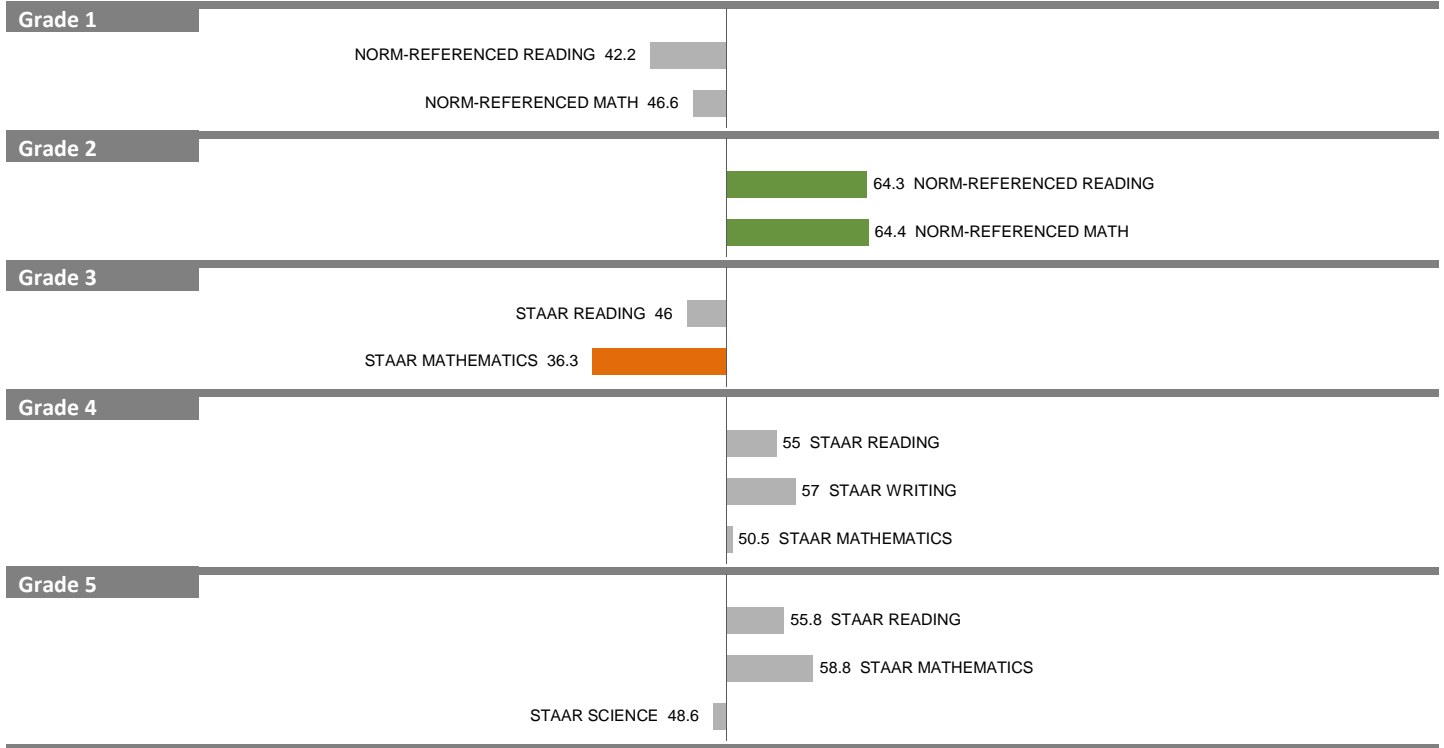 Grade 1
NORM-REFERENCED READING 42.2
NORM-REFERENCED MATH 46.6
Grade 2
64.3 NORM-REFERENCED READING
64.4 NORM-REFERENCED MATH
Grade 3
STAAR READING 46
STAAR MATHEMATICS 36.3
Grade 4
55 STAAR READING
57 STAAR WRITING
50.5 STAAR MATHEMATICS
Grade 5
55.8 STAAR READING
58.8 STAAR MATHEMATICS
STAAR SCIENCE 48.6